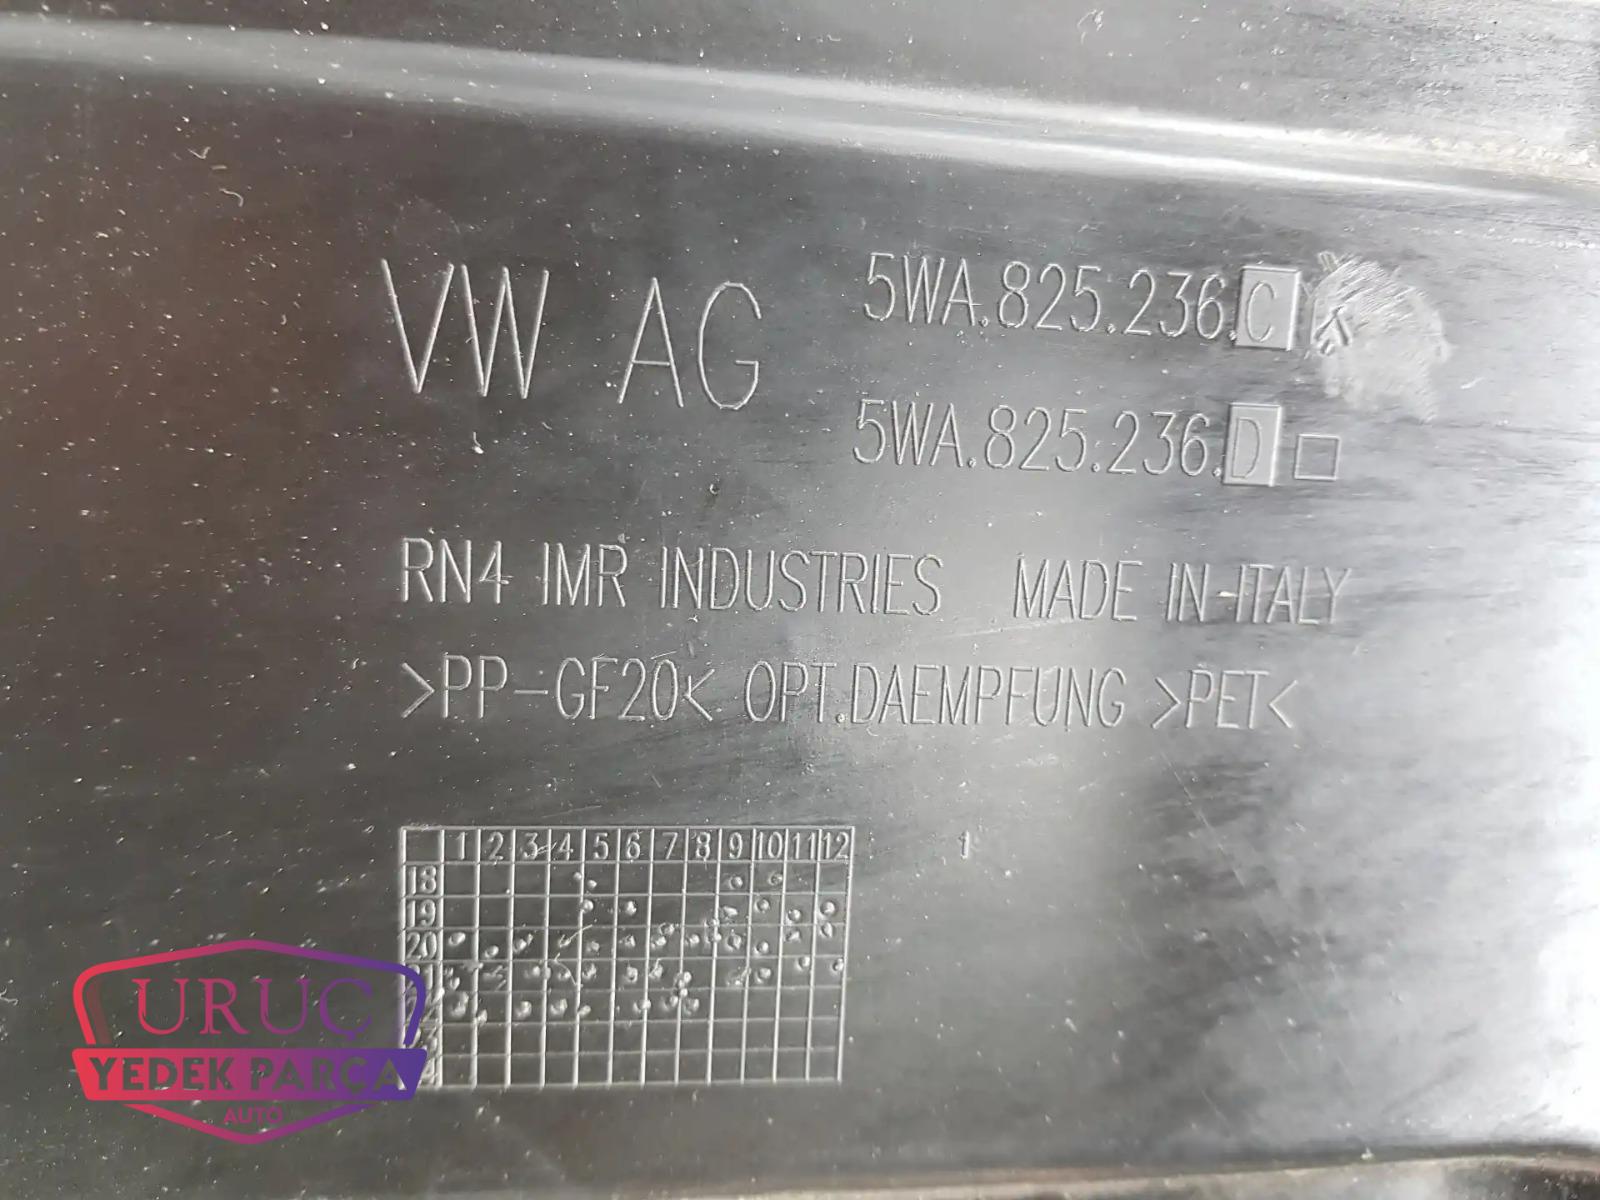 VW AG
5WA.825.236.C
5WA.825.236.D
RN4 IMR INDUSTRIES MADE IN ITALY
>PP-GF20< OPT.DAEMPFUNG >PET<
1 2 3 4 5 6 7 8 9 10 11 12
1
18
19
20
URUÇ
YEDEK PARÇA
AUTO